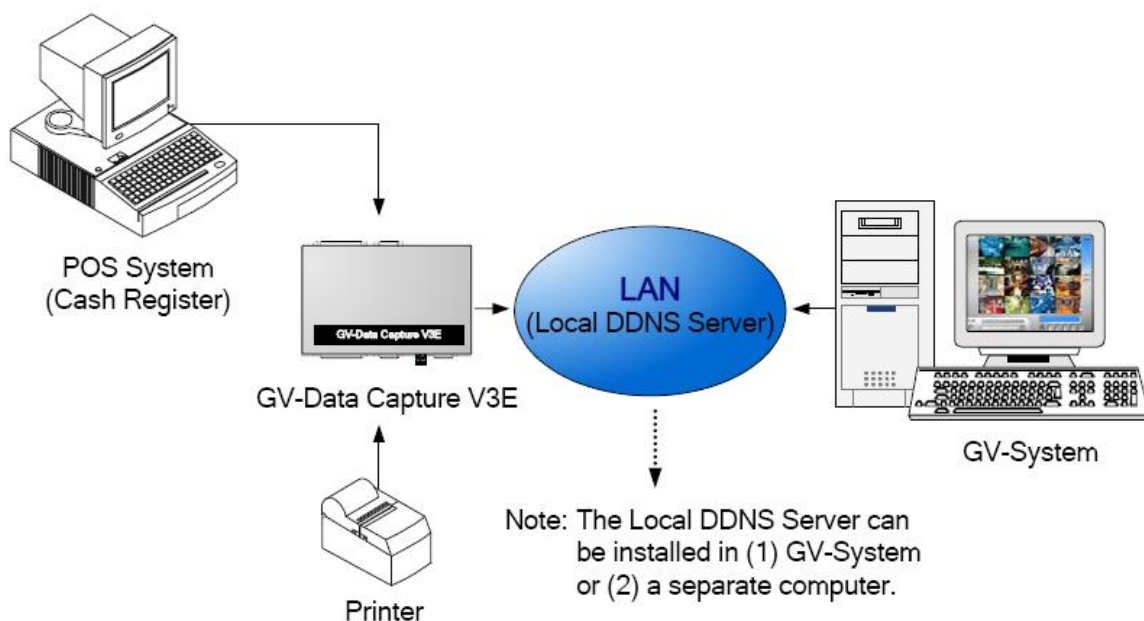 POS System
(Cash Register)
GV-Data Capture V3E
GV-Data Capture V3E
Printer
LAN
(Local DDNS Server)
GV-System
Note: The Local DDNS Server can
be installed in (1) GV-System
or (2) a separate computer.